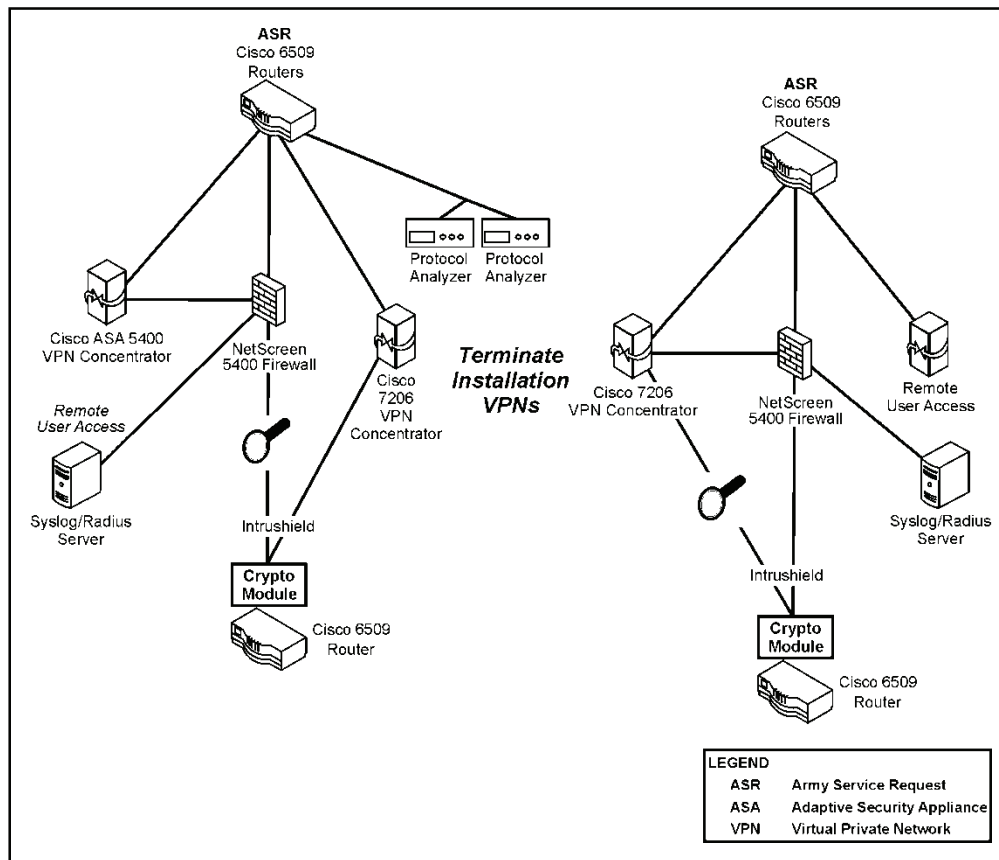 ASR
Cisco 6509
Routers
Protocol
Analyzer
Protocol
Analyzer
Cisco ASA 5400
VPN Concentrator
NetScreen
5400 Firewall
Cisco
7206
VPN
Concentrator
Remote
User Access
Syslog/Radius
Server
Intrushield
Crypto
Module
Cisco 6509
Router
Terminate
Installation
VPNs
ASR
Cisco 6509
Routers
Cisco 7206
VPN Concentrator
NetScreen
5400 Firewall
Remote
User Access
Syslog/Radius
Server
Intrushield
Crypto
Module
Cisco 6509
Router
LEGEND
ASR Army Service Request
ASA Adaptive Security Appliance
VPN Virtual Private Network